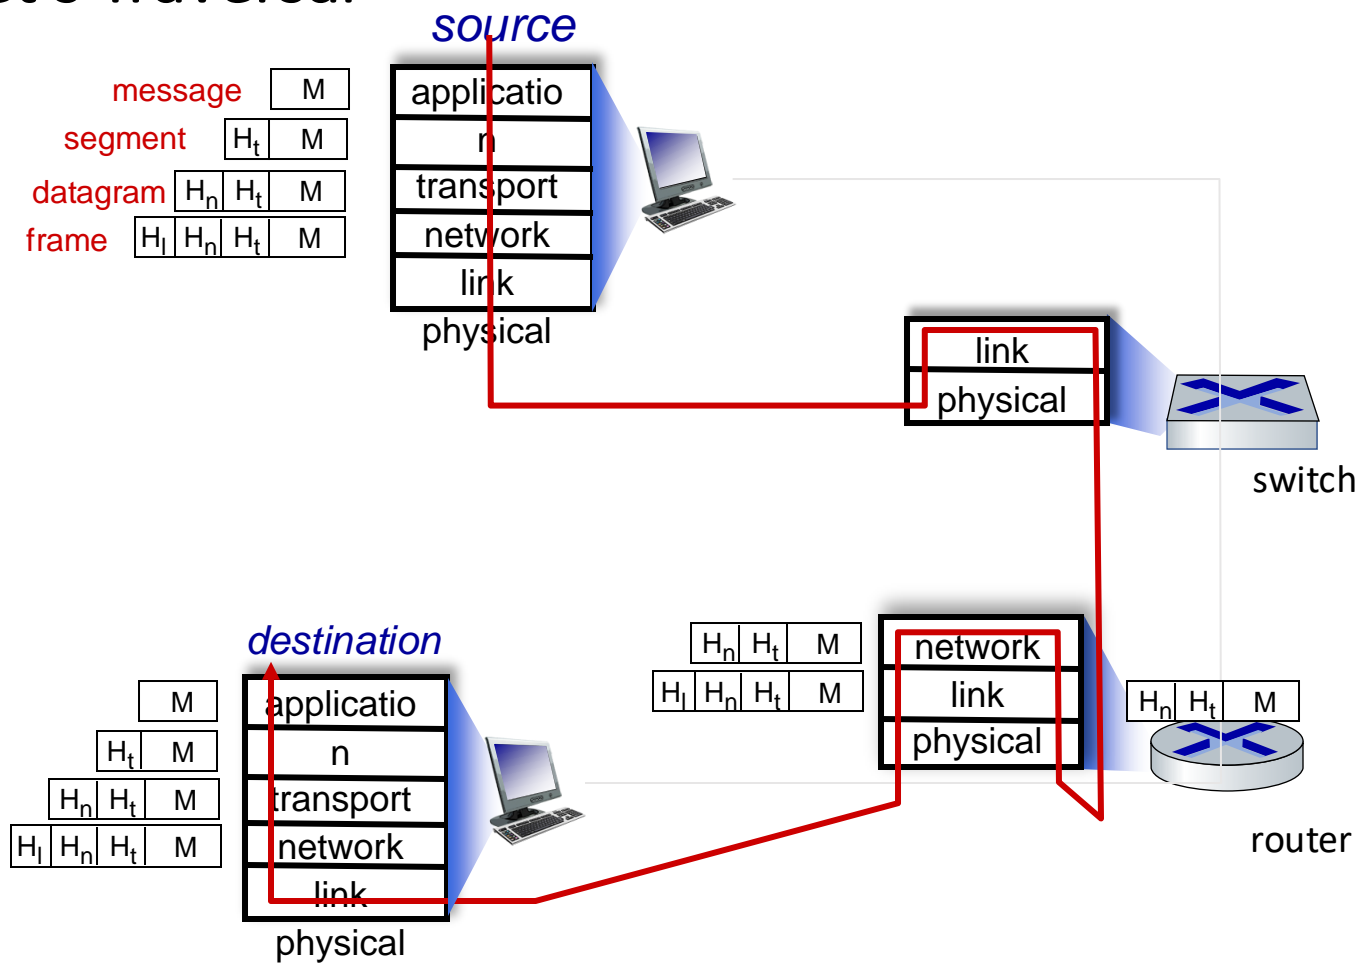 source
message M
segment Ht M
datagram Hn Ht M
frame Hl Hn Ht M
applicatio
n
transport
network
link
physical
link
physical
switch
Hn Ht M
Hl Hn Ht M
network
link
physical
Hn Ht M
router
destination
M
Ht M
Hn Ht M
Hl Hn Ht M
applicatio
n
transport
network
link
physical